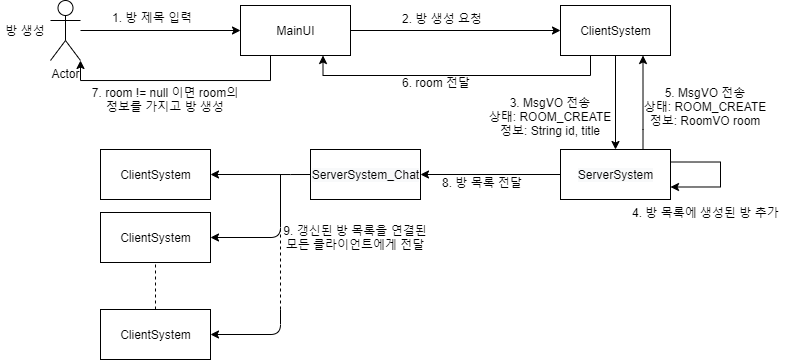 방 생성
Actor
1. 방 제목 입력
MainUI
2. 방 생성 요청
ClientSystem
7. room != null 이면 room의
정보를 가지고 방 생성
6. room 전달
3. MsgVO 전송
상태: ROOM_CREATE
정보: String id, title
5. MsgVO 전송
상태: ROOM_CREATE
정보: RoomVO room
ClientSystem
ServerSystem_Chat
8. 방 목록 전달
ServerSystem
4. 방 목록에 생성된 방 추가
ClientSystem
9. 갱신된 방 목록을 연결된
모든 클라이언트에게 전달
ClientSystem